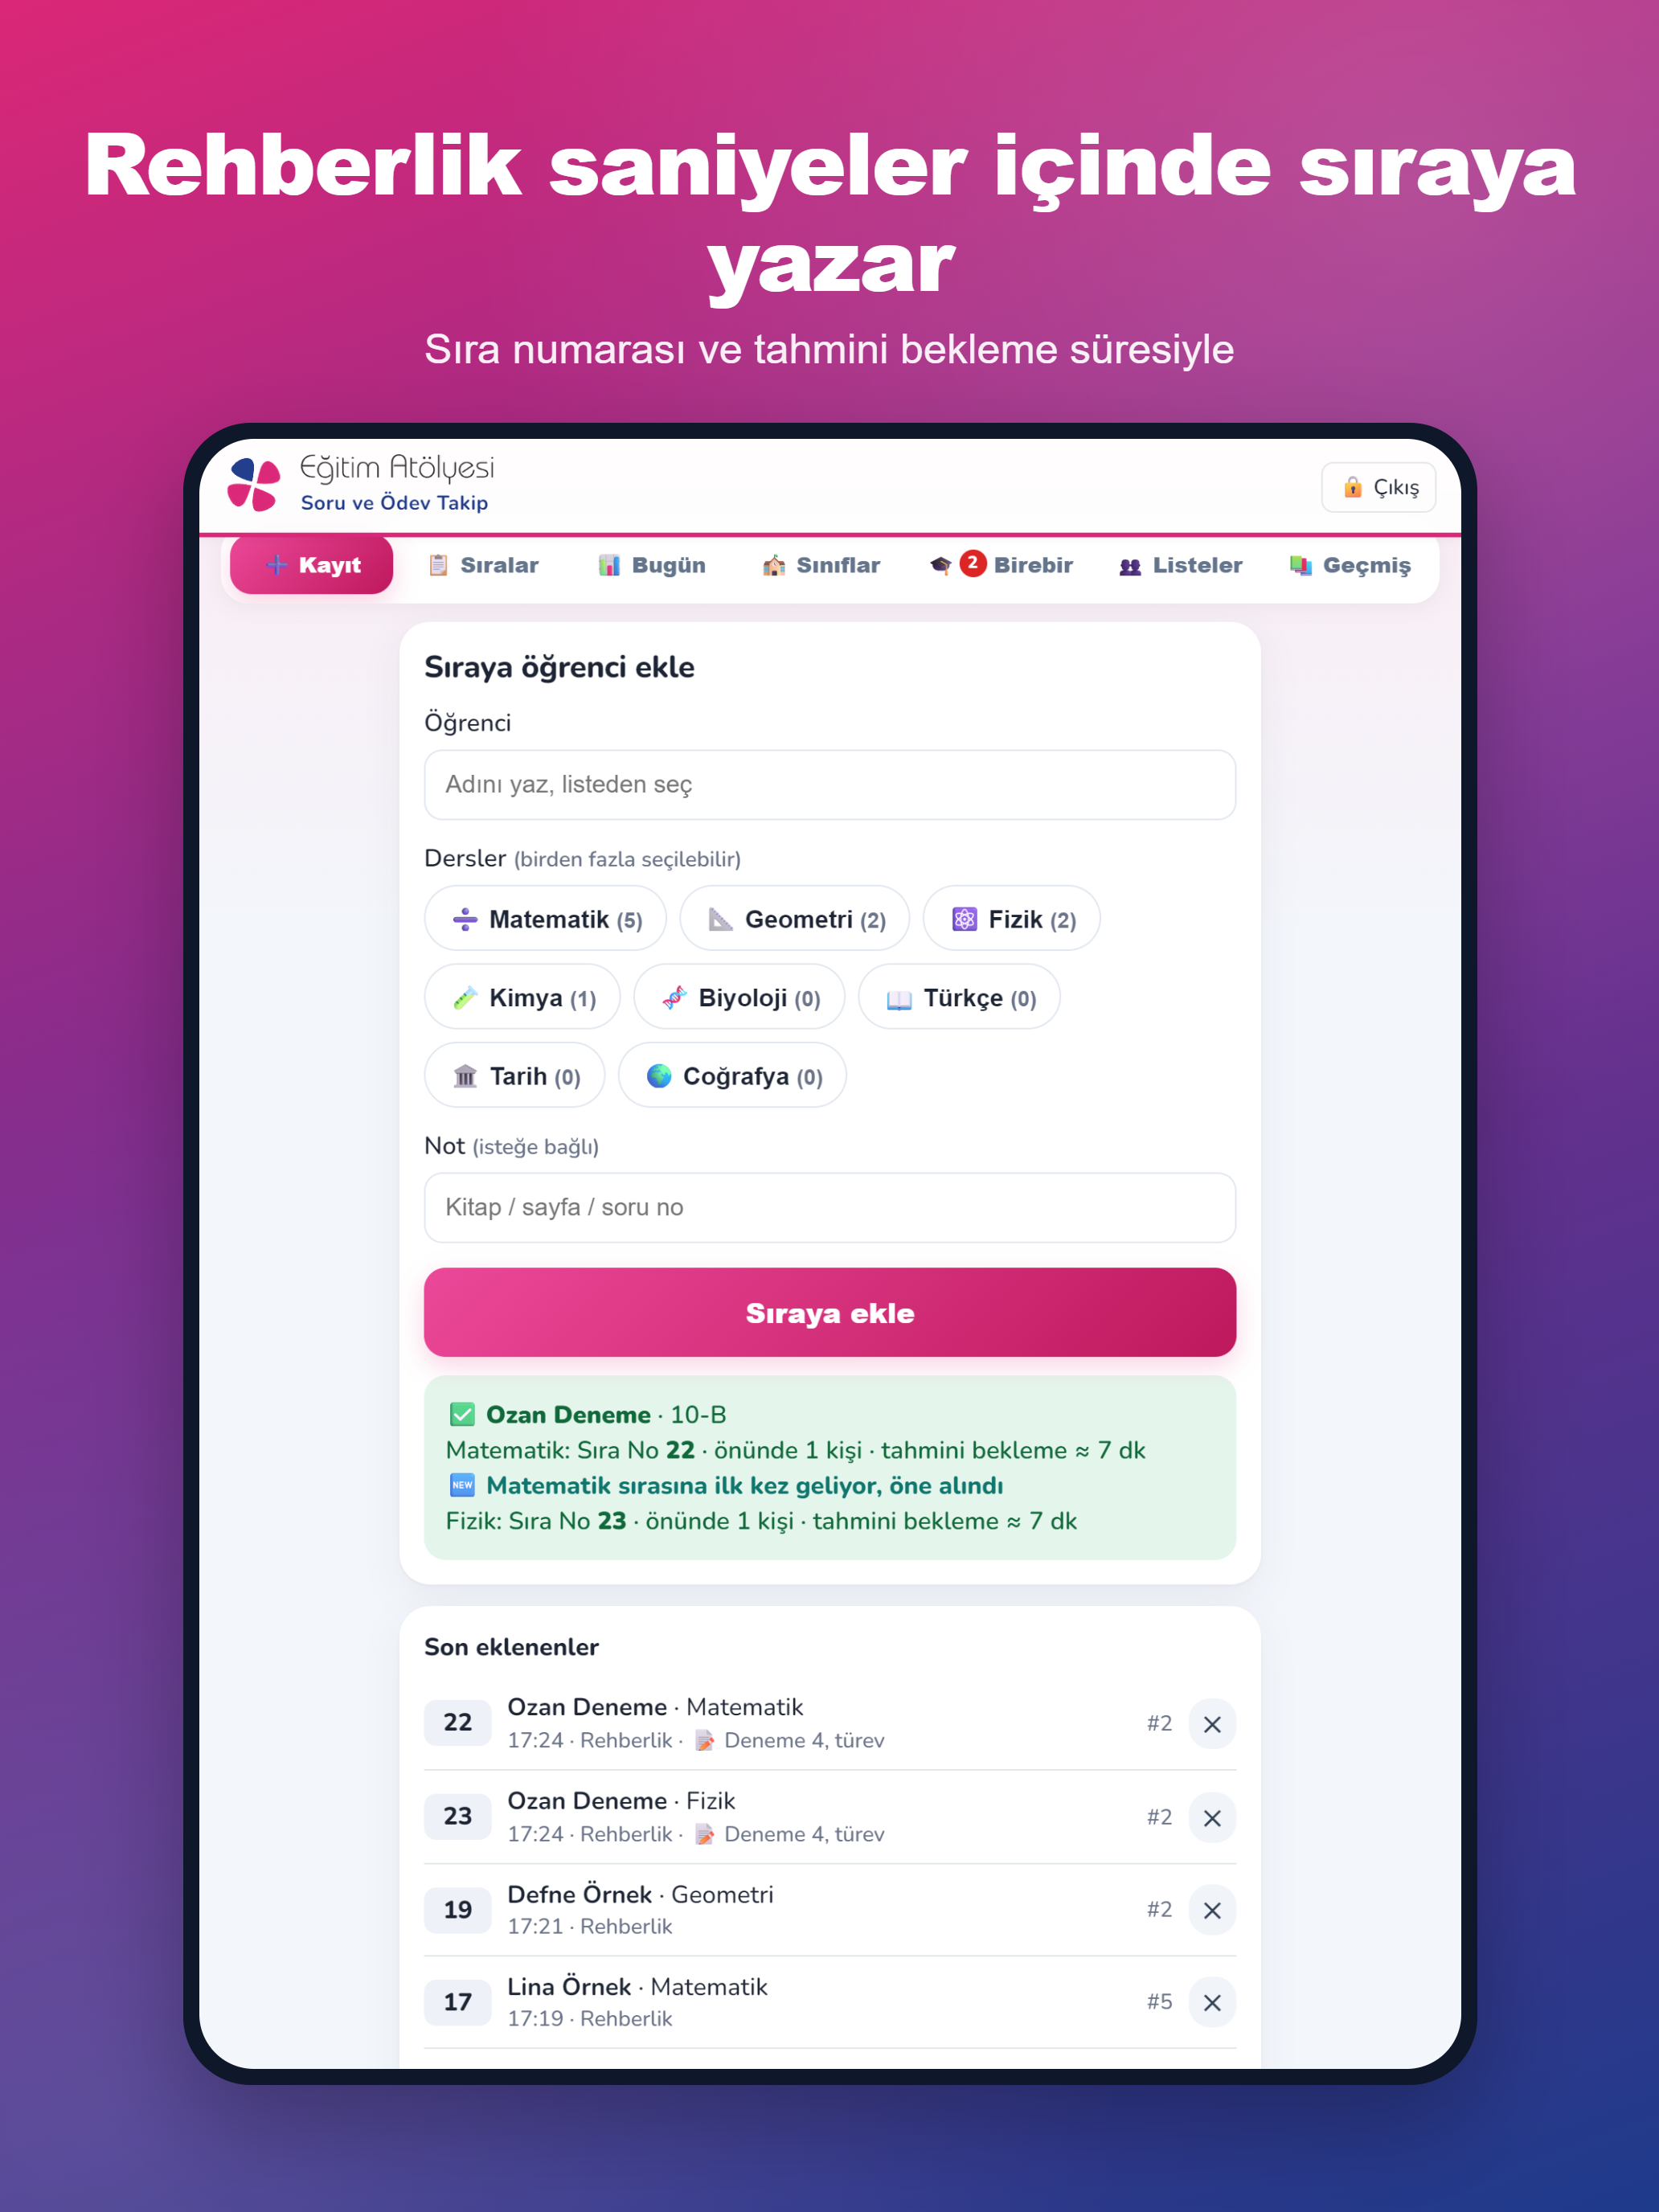 Rehberlik saniyeler içinde sıraya
yazar
Sıra numarası ve tahmini bekleme süresiyle
Eğitim Atölyesi
Soru ve Ödev Takip
Çıkış
Kayıt
Sıralar
Bugün
Sınıflar
2 Birebir
Listeler
Geçmiş
Sıraya öğrenci ekle
Öğrenci
Adını yaz, listeden seç
Dersler (birden fazla seçilebilir)
Matematik (5)
Geometri (2)
Fizik (2)
Kimya (1)
Biyoloji (0)
Türkçe (0)
Tarih (0)
Coğrafya (0)
Not (isteğe bağlı)
Kitap / sayfa / soru no
Sıraya ekle
Ozan Deneme · 10-B
Matematik: Sıra No 22 · önünde 1 kişi · tahmini bekleme ≈ 7 dk
NEW Matematik sırasına ilk kez geliyor, öne alındı
Fizik: Sıra No 23 · önünde 1 kişi · tahmini bekleme ≈ 7 dk
Son eklenenler
22
Ozan Deneme · Matematik
17:24 · Rehberlik · Deneme 4, türev
#2
23
Ozan Deneme · Fizik
17:24 · Rehberlik · Deneme 4, türev
#2
19
Defne Örnek · Geometri
17:21 · Rehberlik
#2
17
Lina Örnek · Matematik
17:19 · Rehberlik
#5